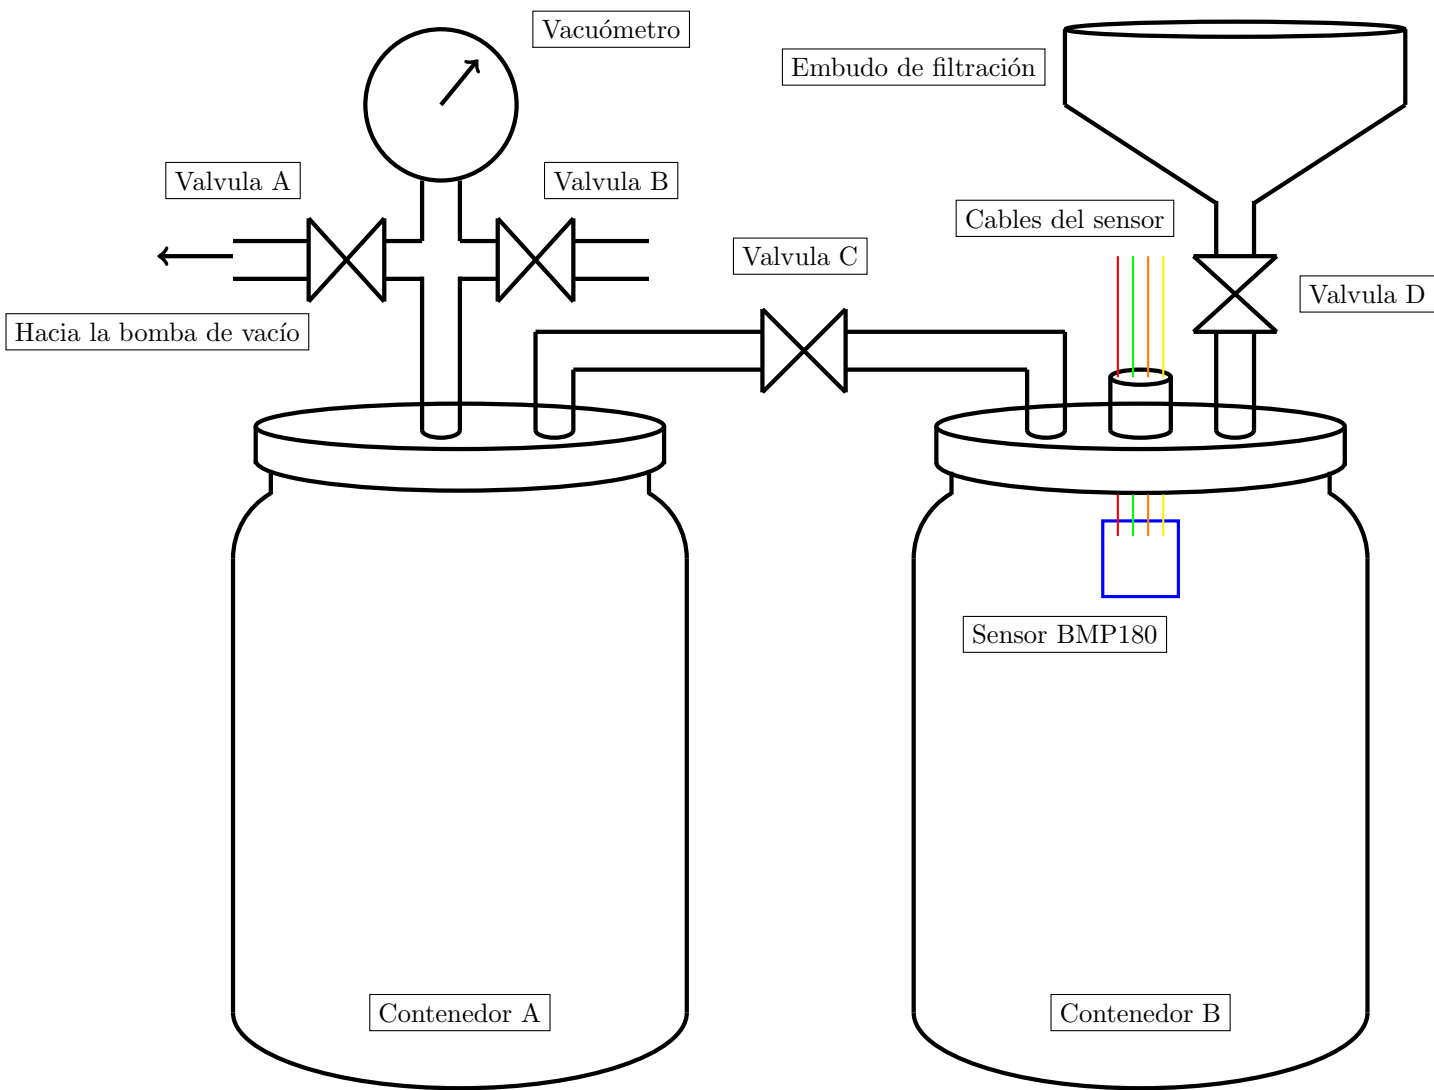 Vacuómetro
Embudo de filtración
Valvula A
Valvula B
Cables del sensor
Valvula C
Valvula D
Hacia la bomba de vacío
Sensor BMP180
Contenedor A
Contenedor B